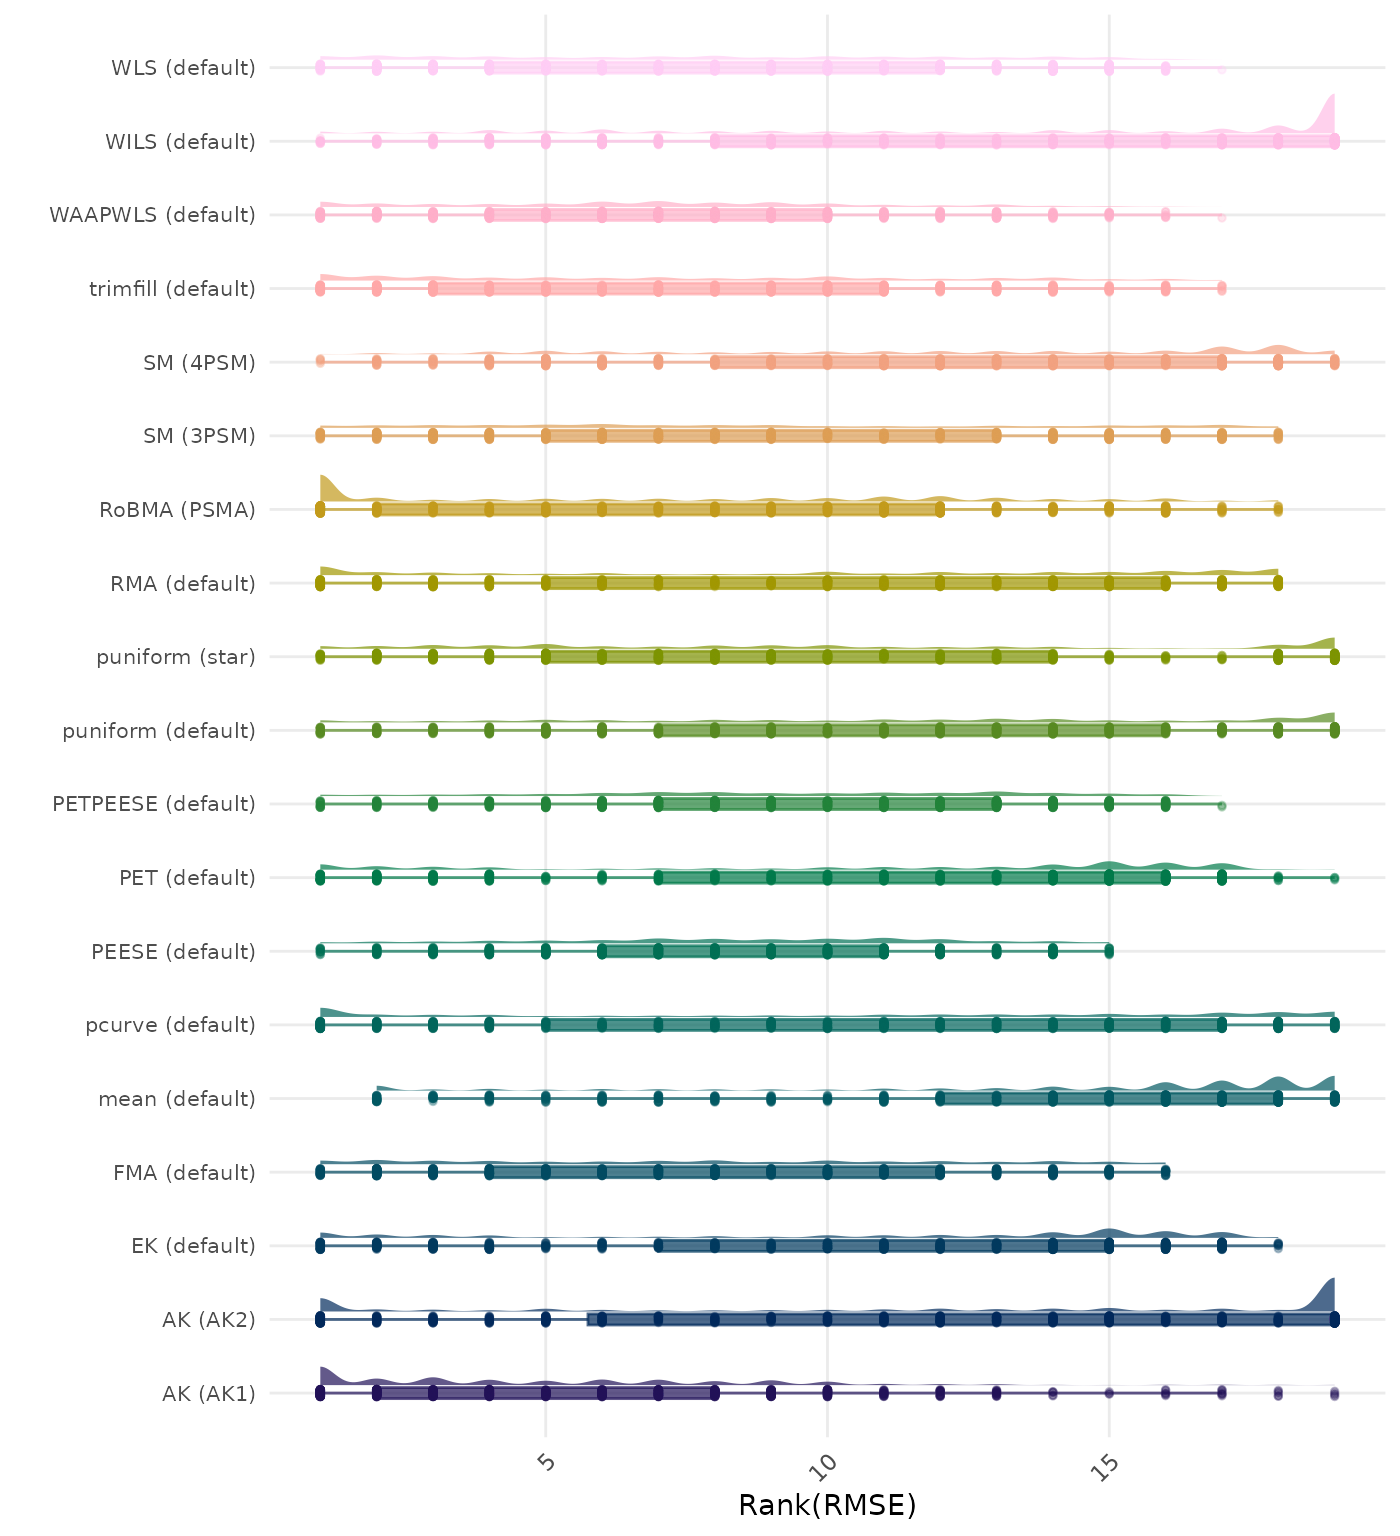 WLS (default)
WILS (default)
WAAPWLS (default)
trimfill (default)
SM (4PSM)
SM (3PSM)
RoBMA (PSMA)
RMA (default)
puniform (star)
puniform (default)
PETPEESE (default)
PET (default)
PEESE (default)
pcurve (default)
mean (default)
FMA (default)
EK (default)
AK (AK2)
AK (AK1)
5
10
15
Rank(RMSE)